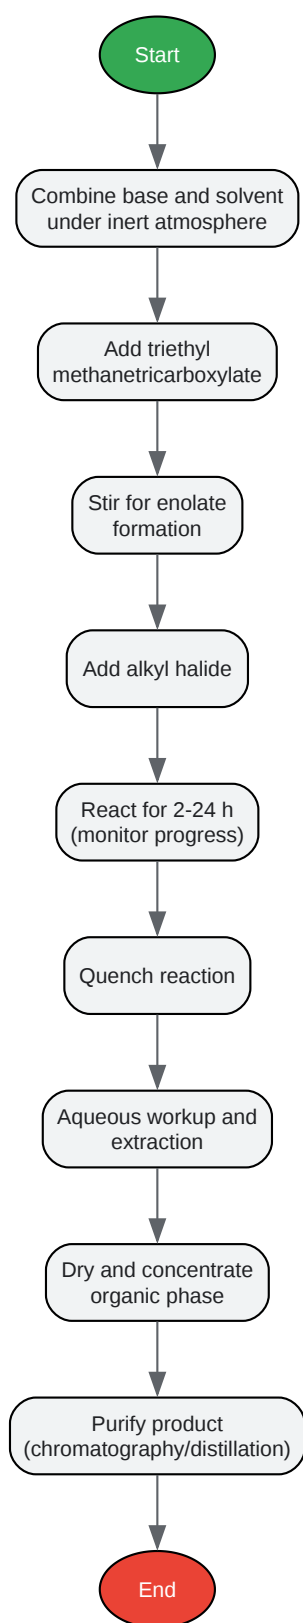 Start
Combine base and solvent
under inert atmosphere
Add triethyl
methanetricarboxylate
Stir for enolate
formation
Add alkyl halide
React for 2-24 h
(monitor progress)
Quench reaction
Aqueous workup and
extraction
Dry and concentrate
organic phase
Purify product
(chromatography/distillation)
End